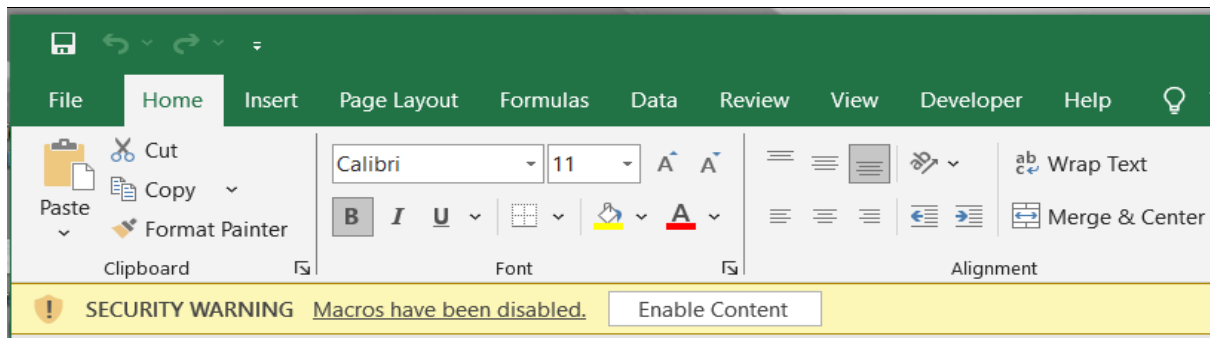 File Home Insert Page Layout Formulas Data Review View Developer Help
Cut
Calibri 11 A A ab c Wrap Text
Copy
Paste
B I U A Merge & Center
Format Painter
Clipboard Font Alignment
SECURITY WARNING Macros have been disabled. Enable Content